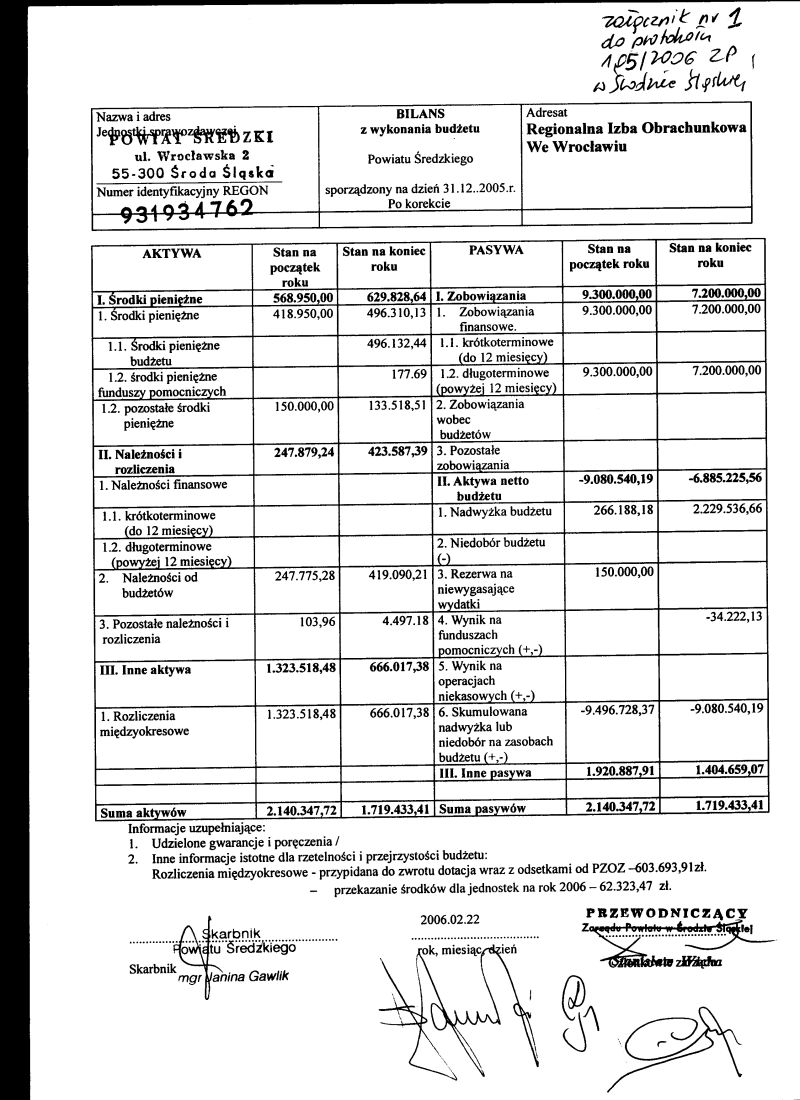 załącznik nr 1
do protokołu
105/2006 ZP
w Środzie Śląskiej
Nazwa i adres
Jednostki sprawozdawczej
POWIAT ŚREDZKI
ul. Wrocławska 2
55-300 Środa Śląska
Numer identyfikacyjny REGON
931934762
BILANS
z wykonania budżetu
Powiatu Średzkiego
sporządzony na dzień 31.12..2005.r.
Po korekcie
Adresat
Regionalna Izba Obrachunkowa
We Wrocławiu
AKTYWA Stan na początek roku Stan na koniec roku PASYWA Stan na początek roku Stan na koniec roku
I. Środki pieniężne 568.950,00 629.828,64 I. Zobowiązania 9.300.000,00 7.200.000,00
1. Środki pieniężne 418.950,00 496.310,13 1. Zobowiązania finansowe. 9.300.000,00 7.200.000,00
1.1. Środki pieniężne budżetu 496.132,44 1.1. krótkoterminowe (do 12 miesięcy)
1.2. środki pieniężne funduszy pomocniczych 177.69 1.2. długoterminowe (powyżej 12 miesięcy) 9.300.000,00 7.200.000,00
1.2. pozostałe środki pieniężne 150.000,00 133.518,51 2. Zobowiązania wobec budżetów
II. Należności i rozliczenia 247.879,24 423.587,39 3. Pozostałe zobowiązania
1. Należności finansowe II. Aktywa netto budżetu -9.080.540,19 -6.885.225,56
1.1. krótkoterminowe (do 12 miesięcy) 1. Nadwyżka budżetu 266.188,18 2.229.536,66
1.2. długoterminowe (powyżej 12 miesięcy) 2. Niedobór budżetu (-)
2. Należności od budżetów 247.775,28 419.090,21 3. Rezerwa na niewygasające wydatki 150.000,00
3. Pozostałe należności i rozliczenia 103,96 4.497.18 4. Wynik na funduszach pomocniczych (+,-) -34.222,13
III. Inne aktywa 1.323.518,48 666.017,38 5. Wynik na operacjach niekasowych (+,-)
1. Rozliczenia międzyokresowe 1.323.518,48 666.017,38 6. Skumulowana nadwyżka lub niedobór na zasobach budżetu (+,-) -9.496.728,37 -9.080.540,19
III. Inne pasywa 1.920.887,91 1.404.659,07
Suma aktywów 2.140.347,72 1.719.433,41 Suma pasywów 2.140.347,72 1.719.433,41
Informacje uzupełniające:
1. Udzielone gwarancje i poręczenia /
2. Inne informacje istotne dla rzetelności i przejrzystości budżetu:
Rozliczenia międzyokresowe - przypidana do zwrotu dotacja wraz z odsetkami od PZOZ –603.693,91zł.
– przekazanie środków dla jednostek na rok 2006 – 62.323,47 zł.
Skarbnik
Powiatu Średzkiego
Skarbnik
mgr Janina Gawlik
2006.02.22
rok, miesiąc, dzień
PRZEWODNICZĄCY
Zarządu Powiatu w Środzie Śląskiej